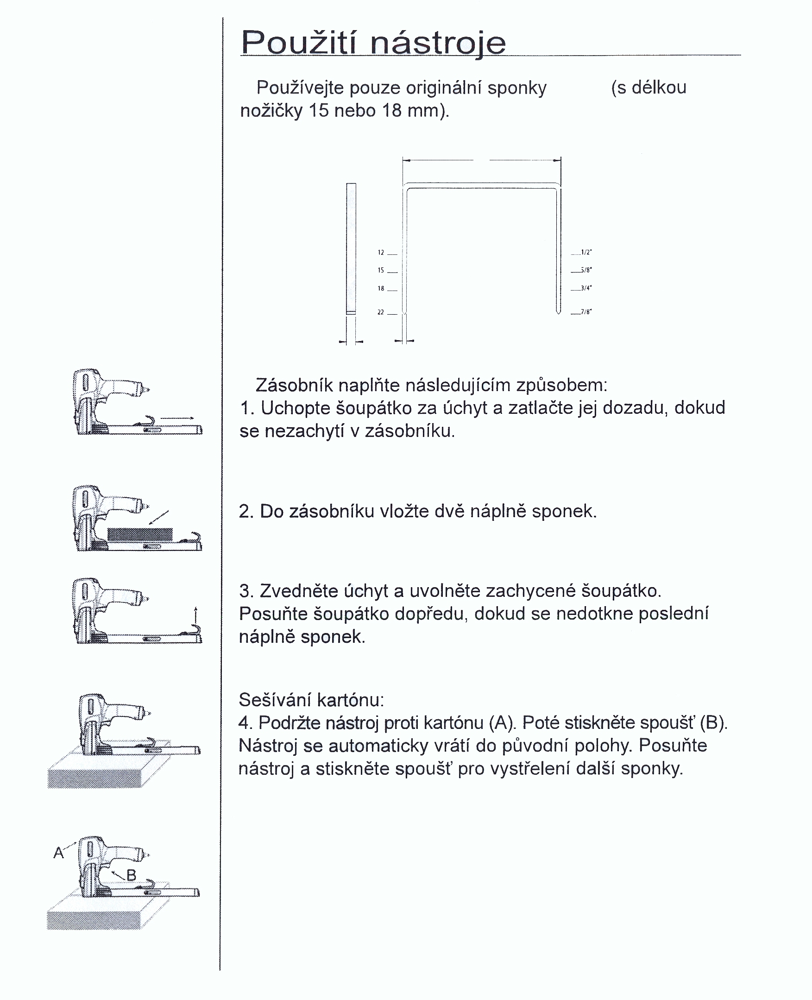 Použití nástroje
Používejte pouze originální sponky (s délkou
nožičky 15 nebo 18 mm).
12 1/2"
15 5/8"
18 3/4"
22 7/8"
Zásobník naplňte následujícím způsobem:
1. Uchopte šoupátko za úchyt a zatlačte jej dozadu, dokud
se nezachytí v zásobníku.
2. Do zásobníku vložte dvě náplně sponek.
3. Zvedněte úchyt a uvolněte zachycené šoupátko.
Posuňte šoupátko dopředu, dokud se nedotkne poslední
náplně sponek.
Sešívání kartónu:
4. Podržte nástroj proti kartónu (A). Poté stiskněte spoušť (B).
Nástroj se automaticky vrátí do původní polohy. Posuňte
nástroj a stiskněte spoušť pro vystřelení další sponky.
A
B